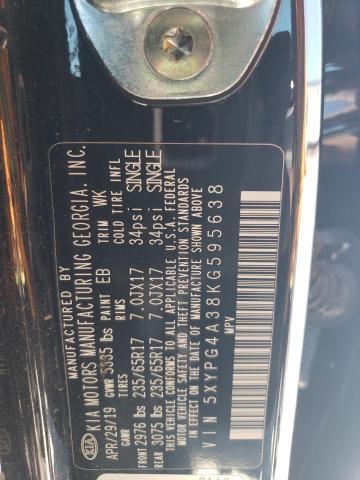 MANUFACTURED BY
KIA KIA MOTORS MANUFACTURING GEORGIA, INC.
APR/29/19 GVWR 5335 lbs PAINT EB TRIM WK
GAWR TIRES RIMS COLD TIRE INFL
FRONT 2976 lbs 235/65R17 7.0JX17 34psi SINGLE
REAR 3075 lbs 235/65R17 7.0JX17 34psi SINGLE
THIS VEHICLE CONFORMS TO ALL APPLICABLE U.S.A. FEDERAL
MOTOR VEHICLE SAFETY AND THEFT PREVENTION STANDARDS
IN EFFECT ON THE DATE OF MANUFACTURE SHOWN ABOVE.
VIN 5XYPG4A38KG595638
MPV